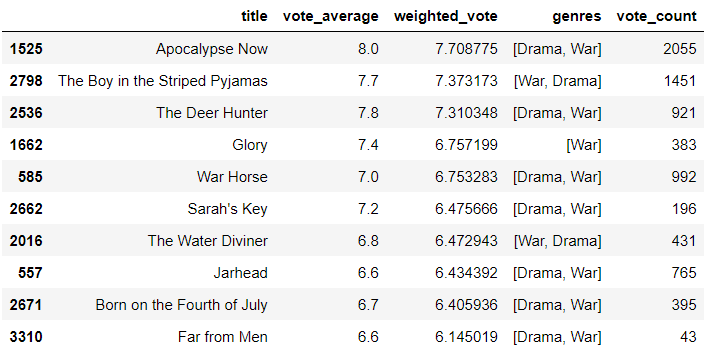 title vote_average weighted_vote genres vote_count
1525 Apocalypse Now 8.0 7.708775 [Drama, War] 2055
2798 The Boy in the Striped Pyjamas 7.7 7.373173 [War, Drama] 1451
2536 The Deer Hunter 7.8 7.310348 [Drama, War] 921
1662 Glory 7.4 6.757199 [War] 383
585 War Horse 7.0 6.753283 [Drama, War] 992
2662 Sarah's Key 7.2 6.475666 [Drama, War] 196
2016 The Water Diviner 6.8 6.472943 [War, Drama] 431
557 Jarhead 6.6 6.434392 [Drama, War] 765
2671 Born on the Fourth of July 6.7 6.405936 [Drama, War] 395
3310 Far from Men 6.6 6.145019 [Drama, War] 43